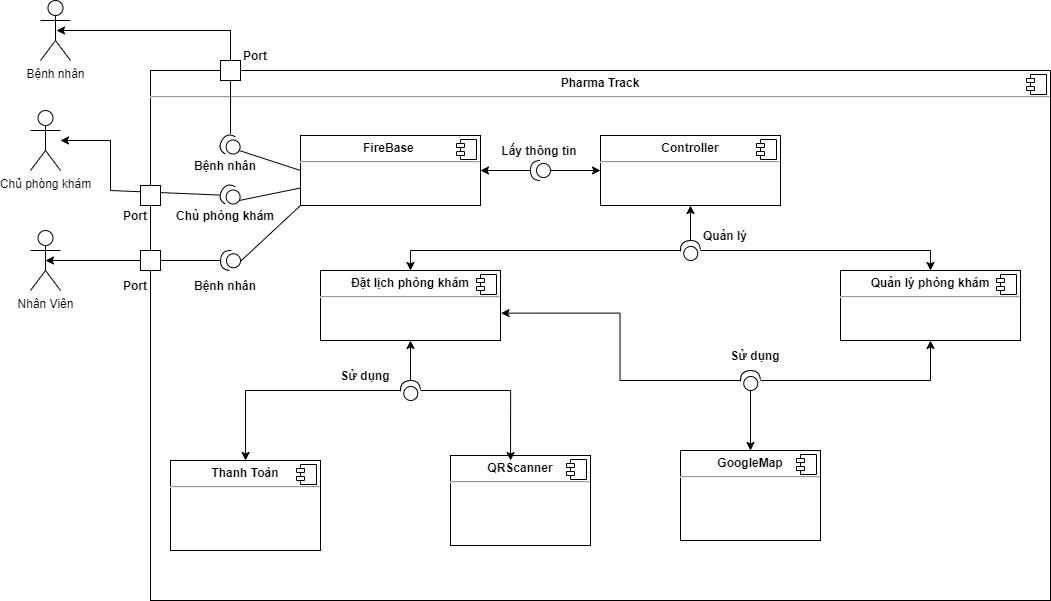 Port
Bệnh nhân
Pharma Track
FireBase
Lấy thông tin
Controller
Bệnh nhân
Chủ phòng khám
Port
Chủ phòng khám
Quản lý
Nhân Viên
Port
Bệnh nhân
Đặt lịch phòng khám
Quản lý phỏng khám
Sử dụng
Sử dụng
Thanh Toán
QRScanner
GoogleMap